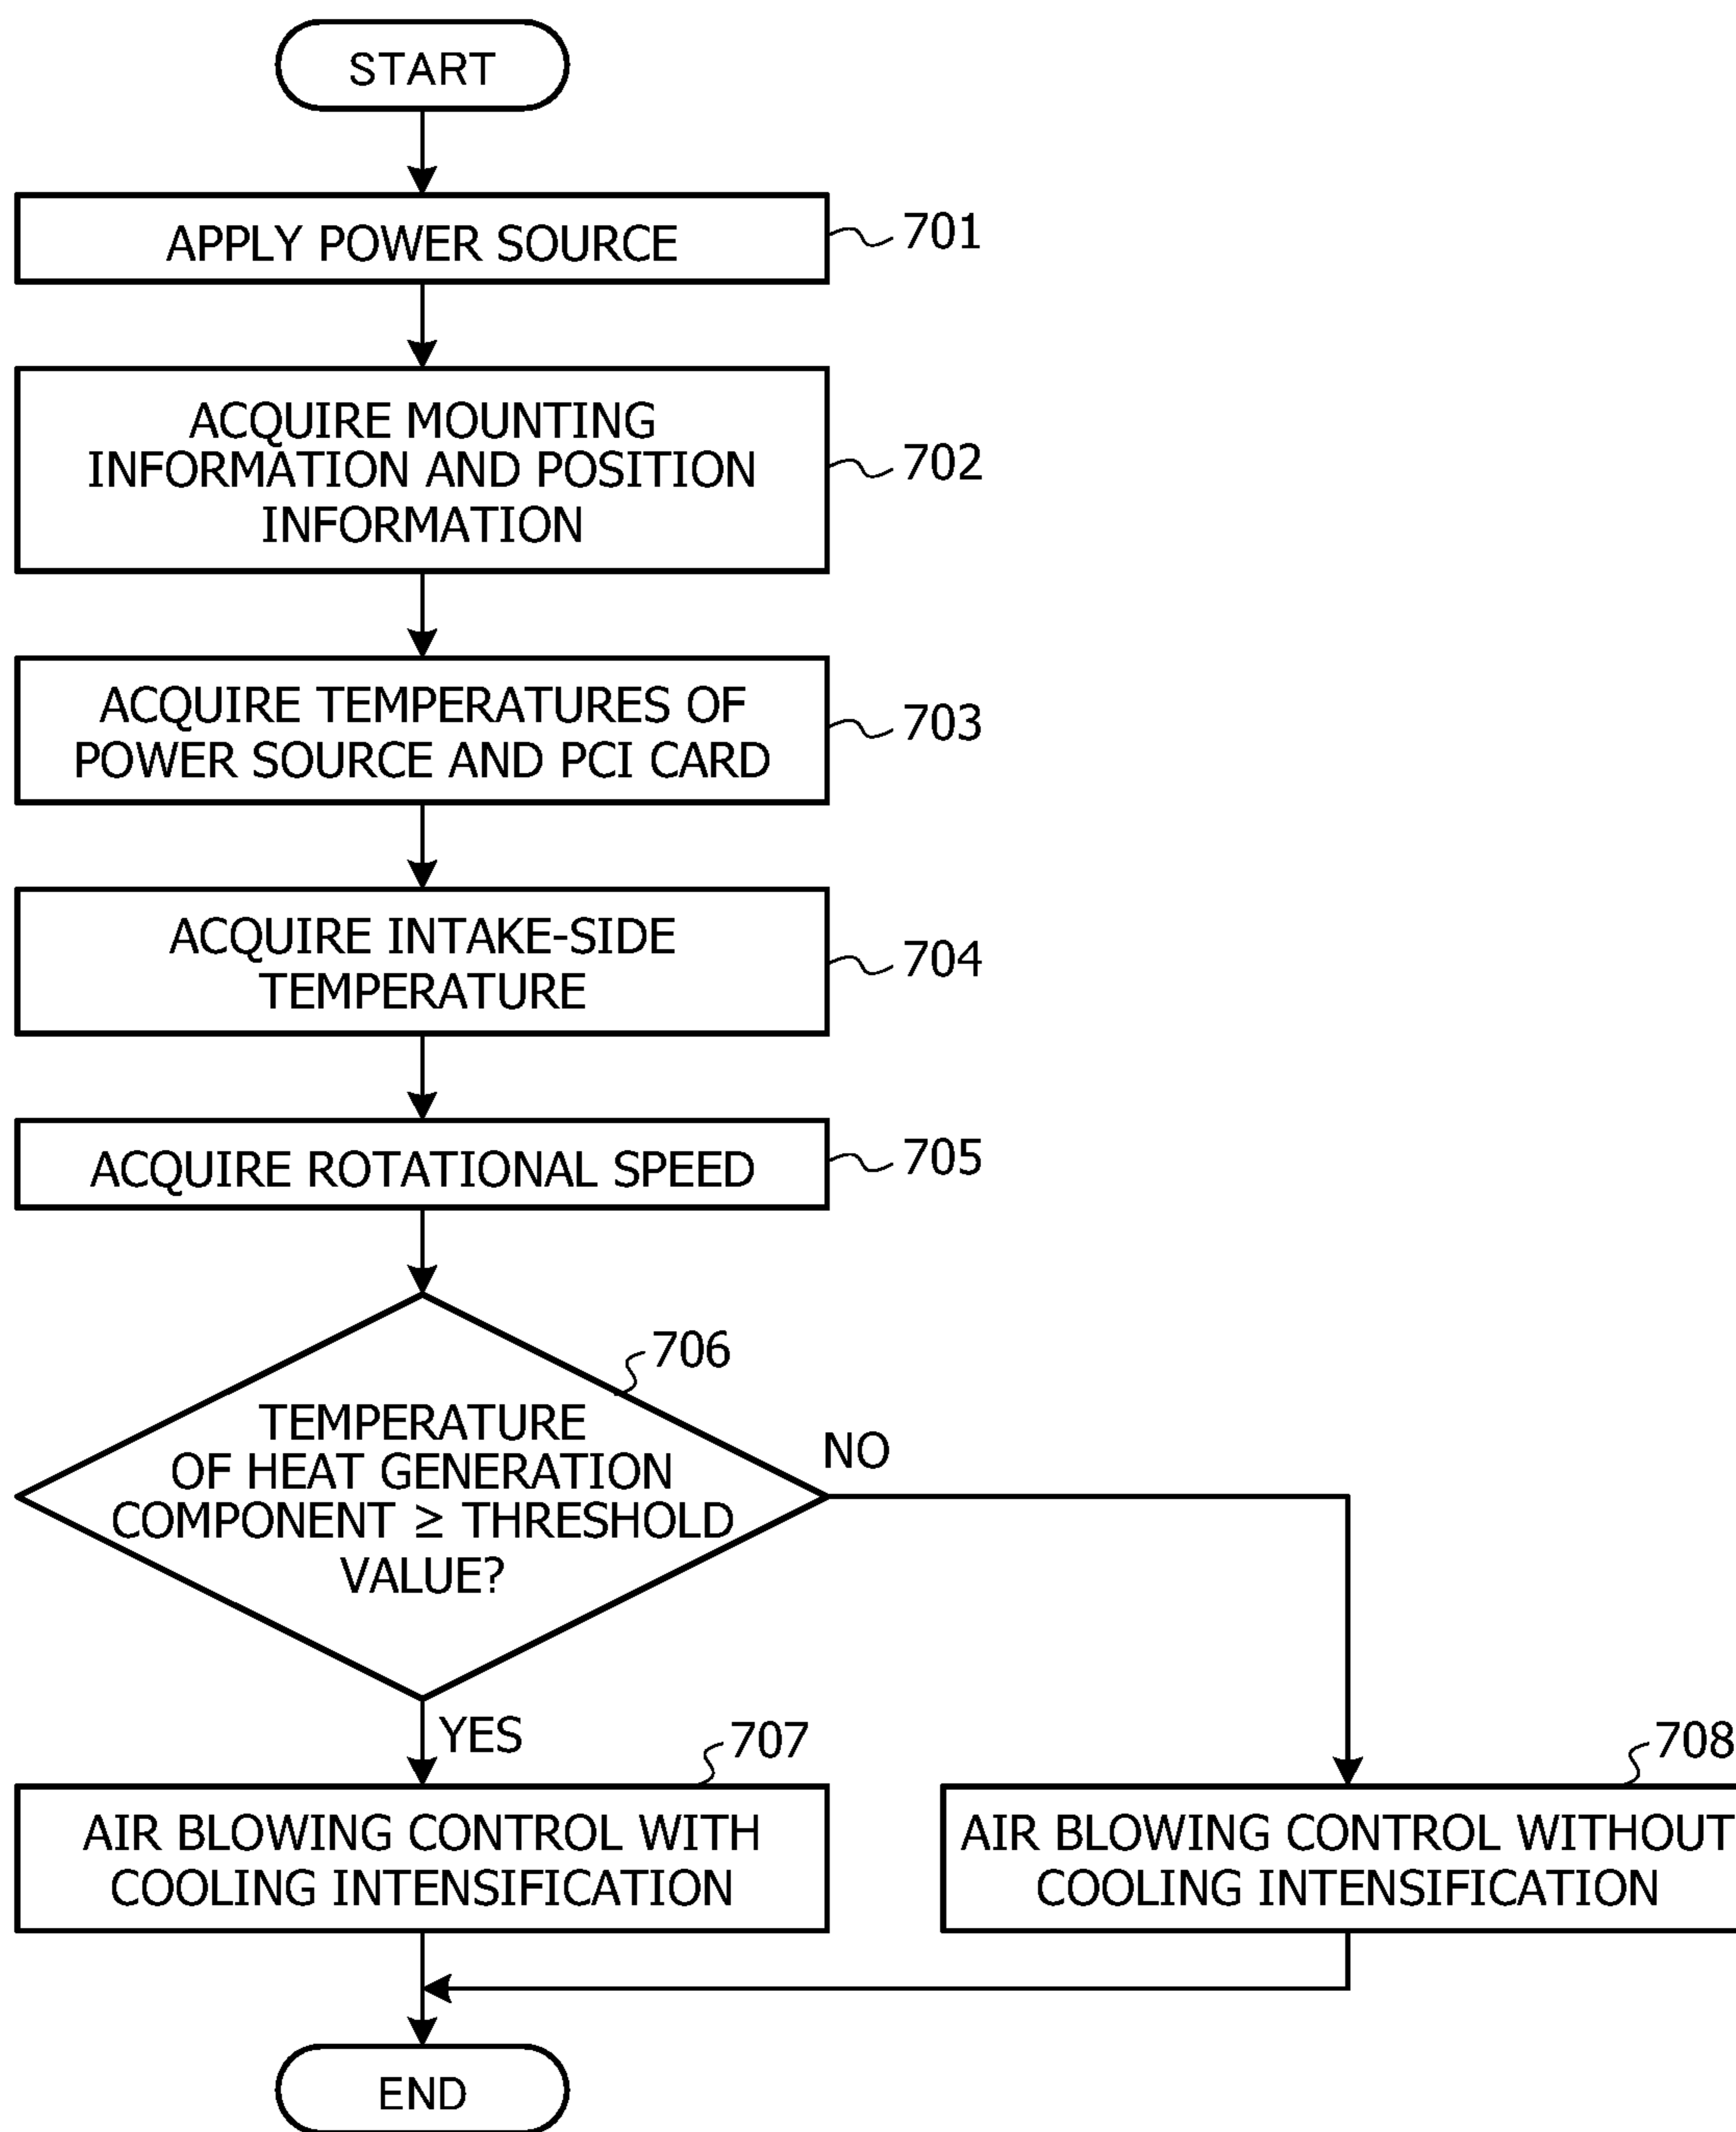 START
APPLY POWER SOURCE
701
ACQUIRE MOUNTING
INFORMATION AND POSITION
INFORMATION
702
ACQUIRE TEMPERATURES OF
POWER SOURCE AND PCI CARD
703
ACQUIRE INTAKE-SIDE
TEMPERATURE
704
ACQUIRE ROTATIONAL SPEED
705
706
TEMPERATURE
OF HEAT GENERATION
COMPONENT ≥ THRESHOLD
VALUE?
NO
YES
707
AIR BLOWING CONTROL WITH
COOLING INTENSIFICATION
708
AIR BLOWING CONTROL WITHOUT
COOLING INTENSIFICATION
END